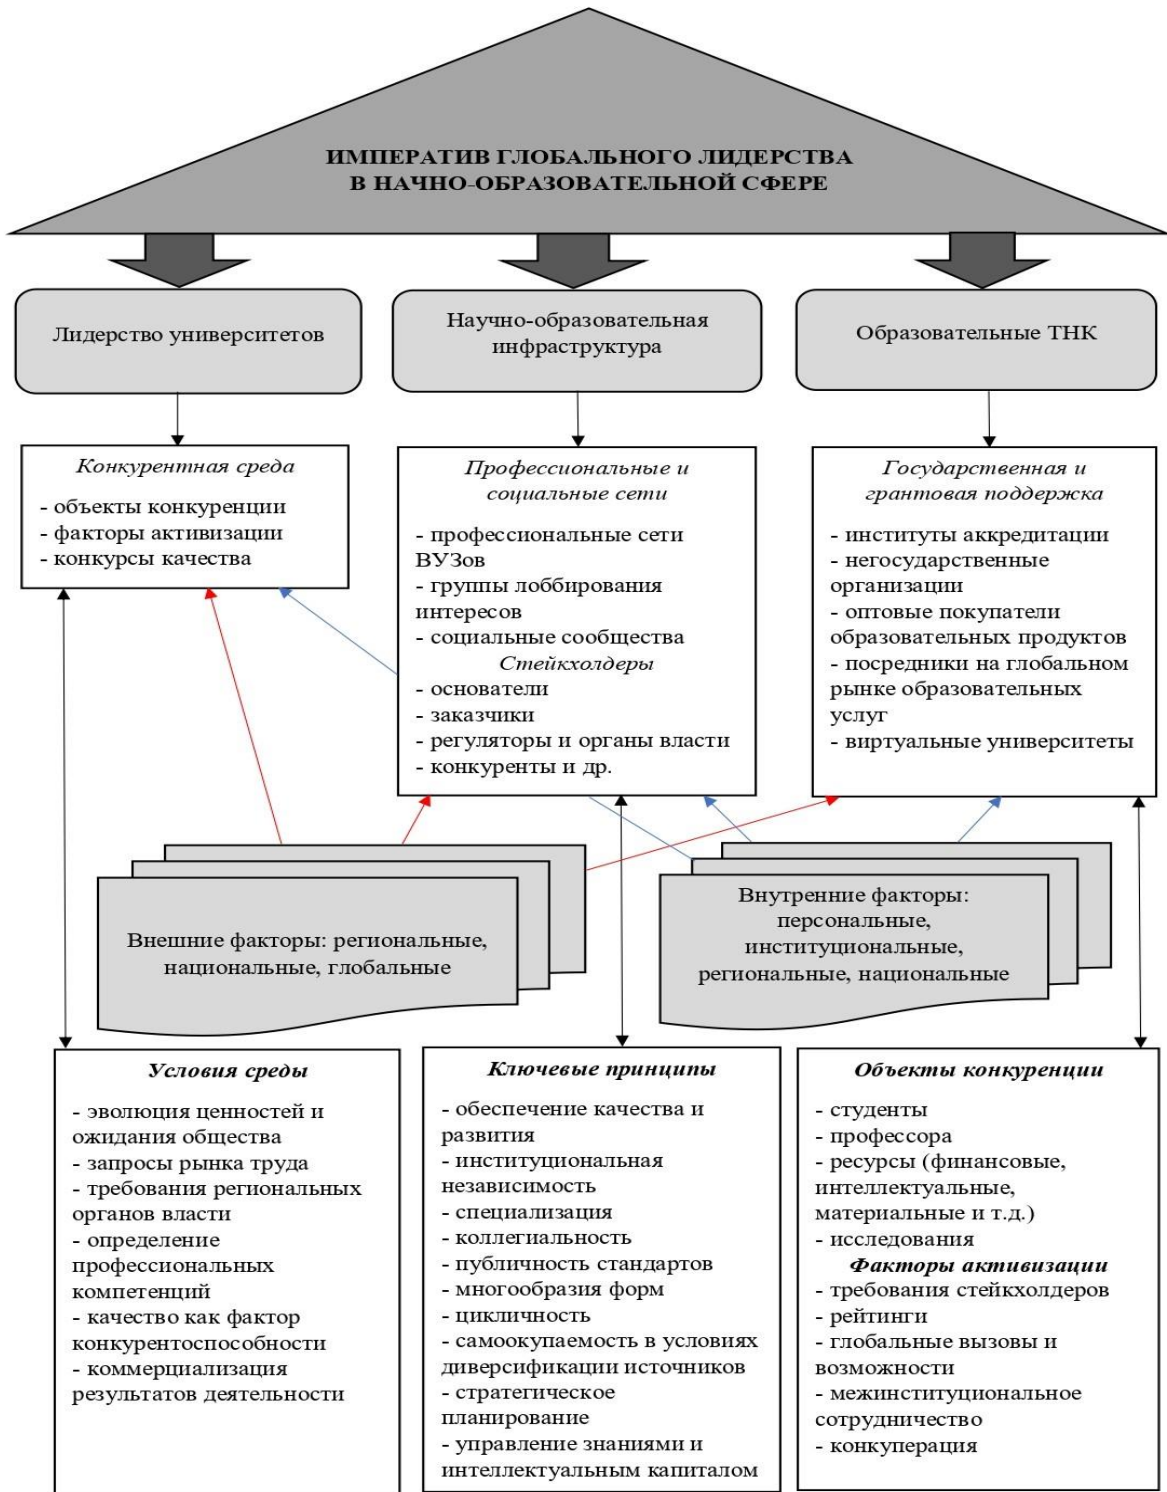 ИМПЕРАТИВ ГЛОБАЛЬНОГО ЛИДЕРСТВА
В НАЧНО-ОБРАЗОВАТЕЛЬНОЙ СФЕРЕ
Лидерство университетов
Научно-образовательная
инфраструктура
Образовательные ТНК
Конкурентная среда
- объекты конкуренции
- факторы активизации
- конкурсы качества
Профессиональные и
социальные сети
- профессиональные сети
ВУЗов
- группы лоббирования
интересов
- социальные сообщества
Стейкхолдеры
- основатели
- заказчики
- регуляторы и органы власти
- конкуренты и др.
Государственная и
грантовая поддержка
- институты аккредитации
- негосударственные
организации
- оптовые покупатели
образовательных продуктов
- посредники на глобальном
рынке образовательных
услуг
- виртуальные университеты
Внешние факторы: региональные,
национальные, глобальные
Внутренние факторы:
персональные,
институциональные,
региональные, национальные
Условия среды
- эволюция ценностей и
ожидания общества
- запросы рынка труда
- требования региональных
органов власти
- определение
профессиональных
компетенций
- качество как фактор
конкурентоспособности
- коммерциализация
результатов деятельности
Ключевые принципы
- обеспечение качества и
развития
- институциональная
независимость
- специализация
- коллегиальность
- публичность стандартов
- многообразия форм
- цикличность
- самоокупаемость в условиях
диверсификации источников
- стратегическое
планирование
- управление знаниями и
интеллектуальным капиталом
Объекты конкуренции
- студенты
- профессора
- ресурсы (финансовые,
интеллектуальные,
материальные и т.д.)
- исследования
Факторы активизации
- требования стейкхолдеров
- рейтинги
- глобальные вызовы и
возможности
- межинституциональное
сотрудничество
- конкуперация